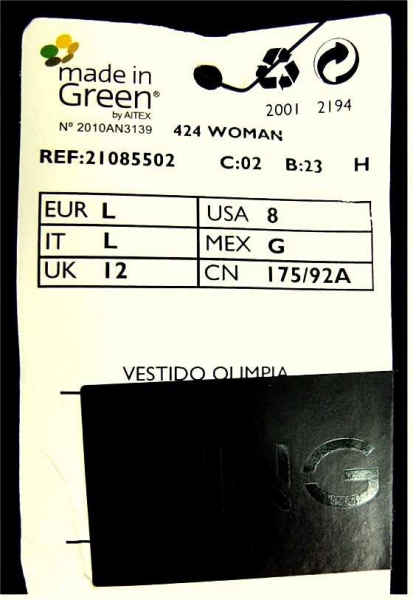 made in
Green®
by AITEX
Nº 2010AN3139
2001 2194
424 WOMAN
REF:21085502 C:02 B:23 H
EUR L USA 8
IT L MEX G
UK 12 CN 175/92A
VESTIDO OLIMPIA